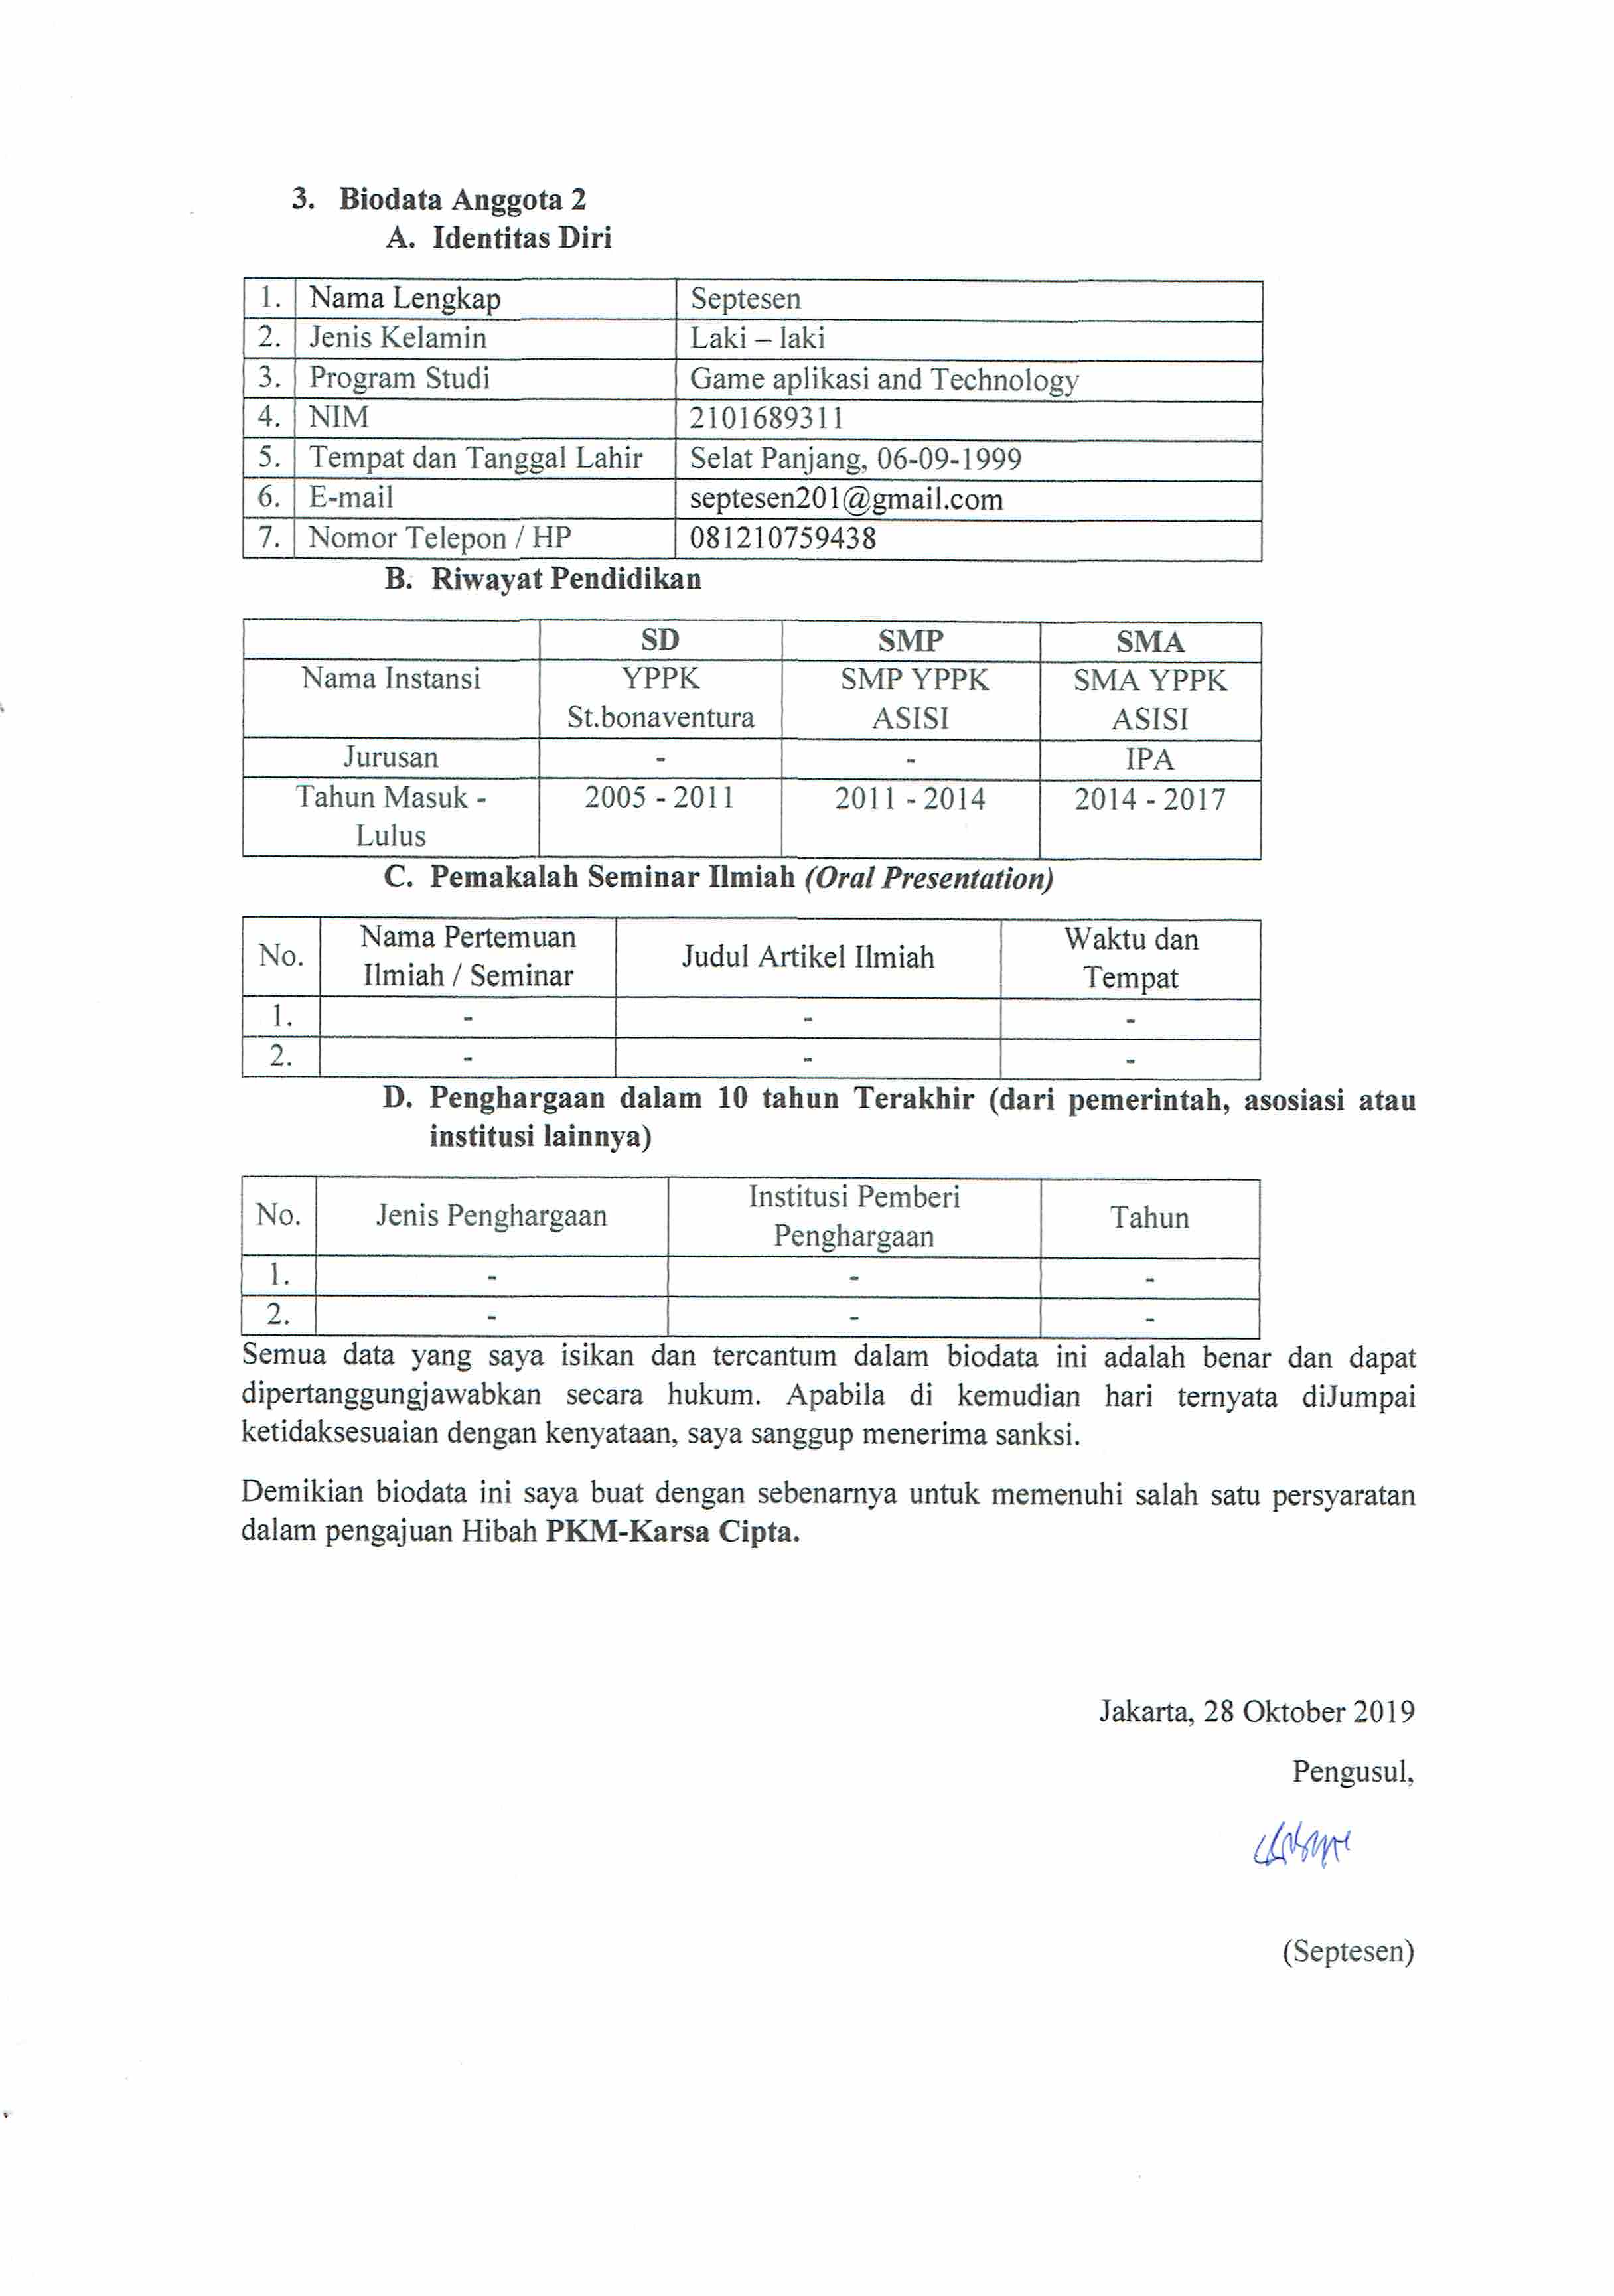 3. Biodata Anggota 2
A. Identitas Diri
1. Nama Lengkap Septesen
2. Jenis Kelamin Laki – laki
3. Program Studi Game aplikasi and Technology
4. NIM 2101689311
5. Tempat dan Tanggal Lahir Selat Panjang, 06-09-1999
6. E-mail septesen201@gmail.com
7. Nomor Telepon / HP 081210759438
B. Riwayat Pendidikan
SD SMP SMA
Nama Instansi YPPK SMP YPPK SMA YPPK
St.bonaventura ASISI ASISI
Jurusan - - IPA
Tahun Masuk - 2005 - 2011 2011 - 2014 2014 - 2017
Lulus
C. Pemakalah Seminar Ilmiah (Oral Presentation)
No. Nama Pertemuan Judul Artikel Ilmiah Waktu dan
Ilmiah / Seminar Tempat
1. - - -
2. - - -
D. Penghargaan dalam 10 tahun Terakhir (dari pemerintah, asosiasi atau
institusi lainnya)
No. Jenis Penghargaan Institusi Pemberi Tahun
Penghargaan
1. - - -
2. - - -
Semua data yang saya isikan dan tercantum dalam biodata ini adalah benar dan dapat
dipertanggungjawabkan secara hukum. Apabila di kemudian hari ternyata diJumpai
ketidaksesuaian dengan kenyataan, saya sanggup menerima sanksi.
Demikian biodata ini saya buat dengan sebenarnya untuk memenuhi salah satu persyaratan
dalam pengajuan Hibah PKM-Karsa Cipta.
Jakarta, 28 Oktober 2019
Pengusul,
(Septesen)